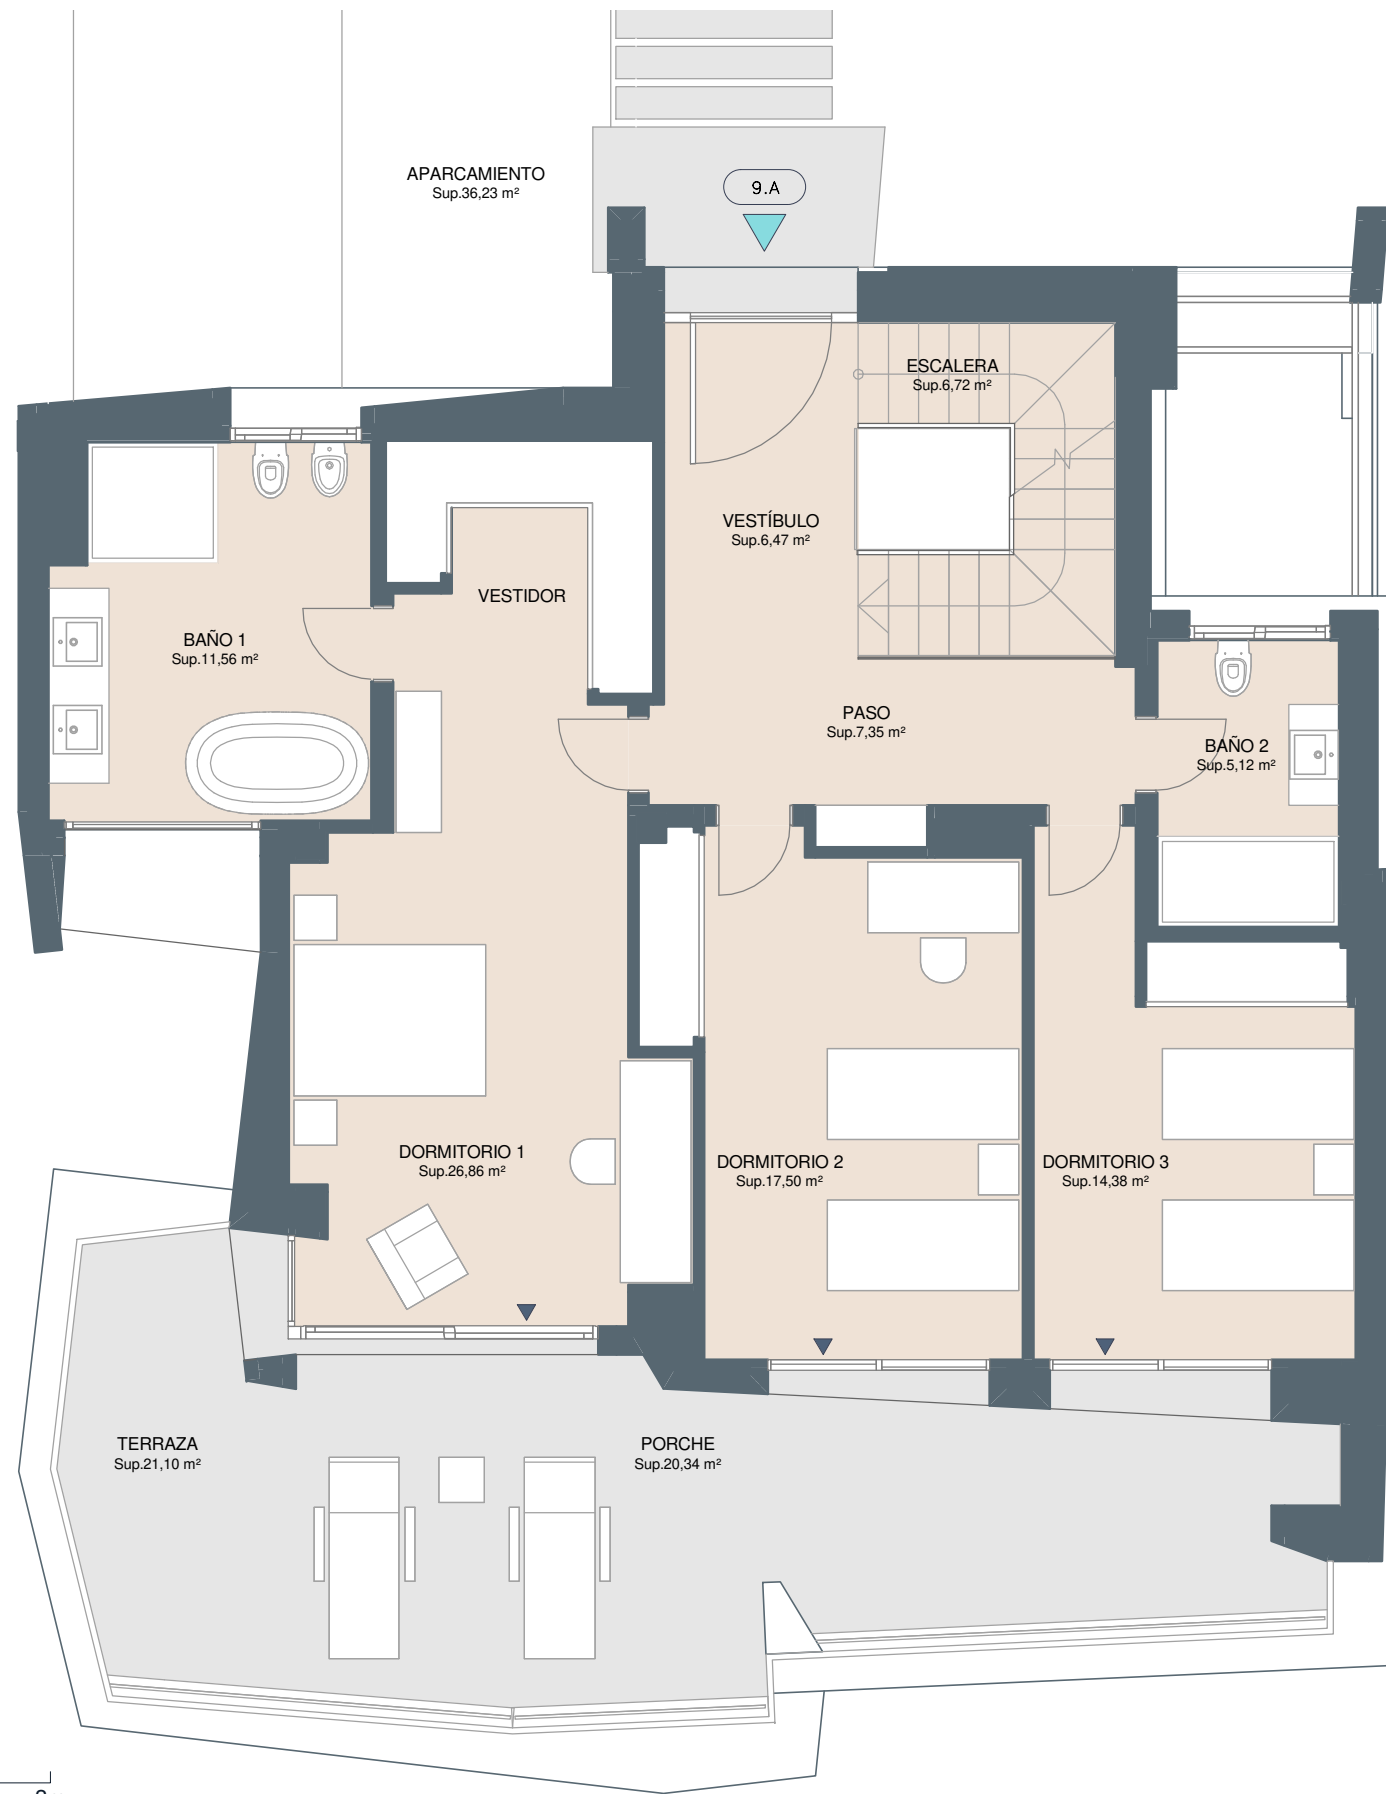 APARCAMIENTO
Sup.36,23 m²
9.A
ESCALERA
Sup.6,72 m²
VESTÍBULO
Sup.6,47 m²
VESTIDOR
BAÑO 1
Sup.11,56 m²
PASO
Sup.7,35 m²
BAÑO 2
Sup.5,12 m²
DORMITORIO 1
Sup.26,86 m²
DORMITORIO 2
Sup.17,50 m²
DORMITORIO 3
Sup.14,38 m²
TERRAZA
Sup.21,10 m²
PORCHE
Sup.20,34 m²